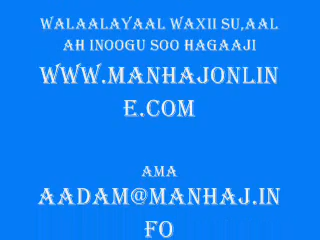 WALAALAYAAL WAXII SU,AAL
AH INOOGU SOO HAGAAJI
WWW.MANHAJONLIN
E.COM
AMA
AADAM@MANHAJ.IN
FO